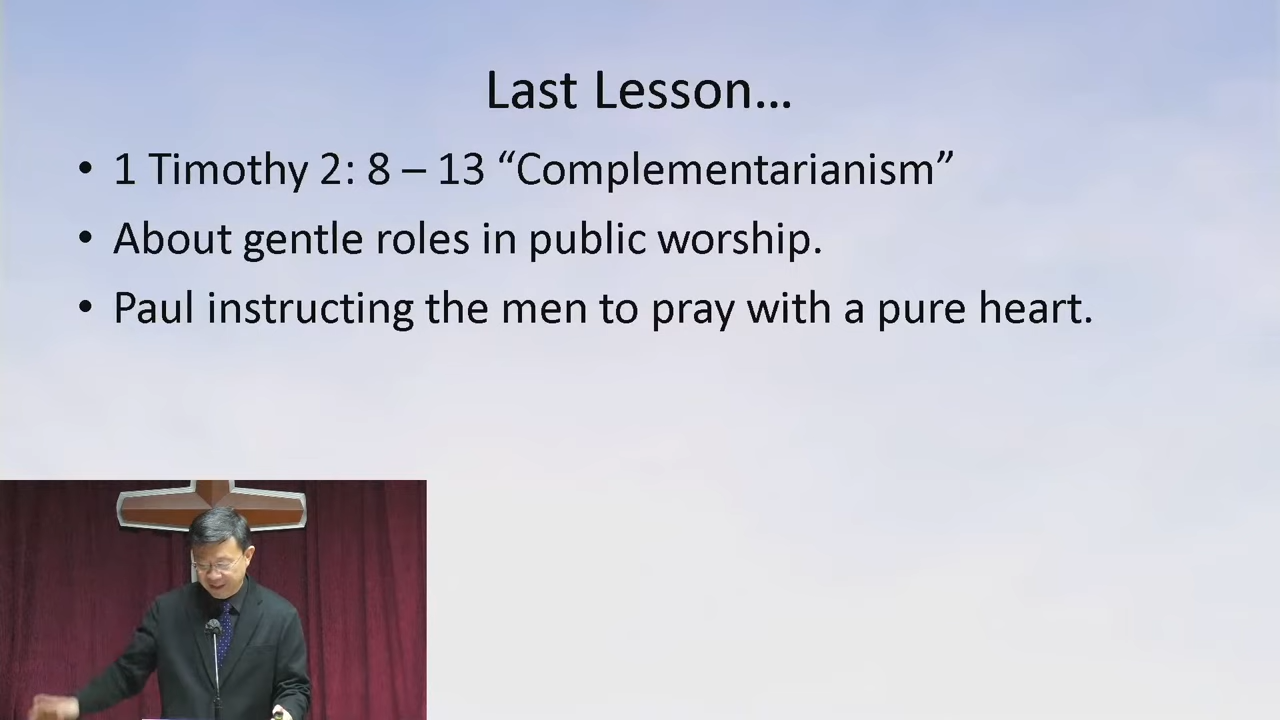 Last Lesson…
• 1 Timothy 2: 8 – 13 “Complementarianism”
• About gentle roles in public worship.
• Paul instructing the men to pray with a pure heart.